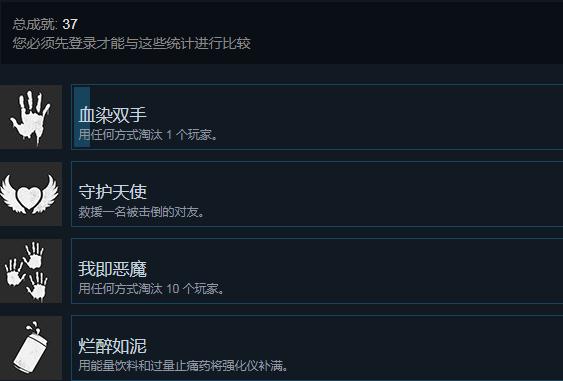 总成就: 37
您必须先登录才能与这些统计进行比较
血染双手
用任何方式淘汰 1 个玩家。
守护天使
救援一名被击倒的对友。
我即恶魔
用任何方式淘汰 10 个玩家。
烂醉如泥
用能量饮料和过量止痛药将强化仪补满。